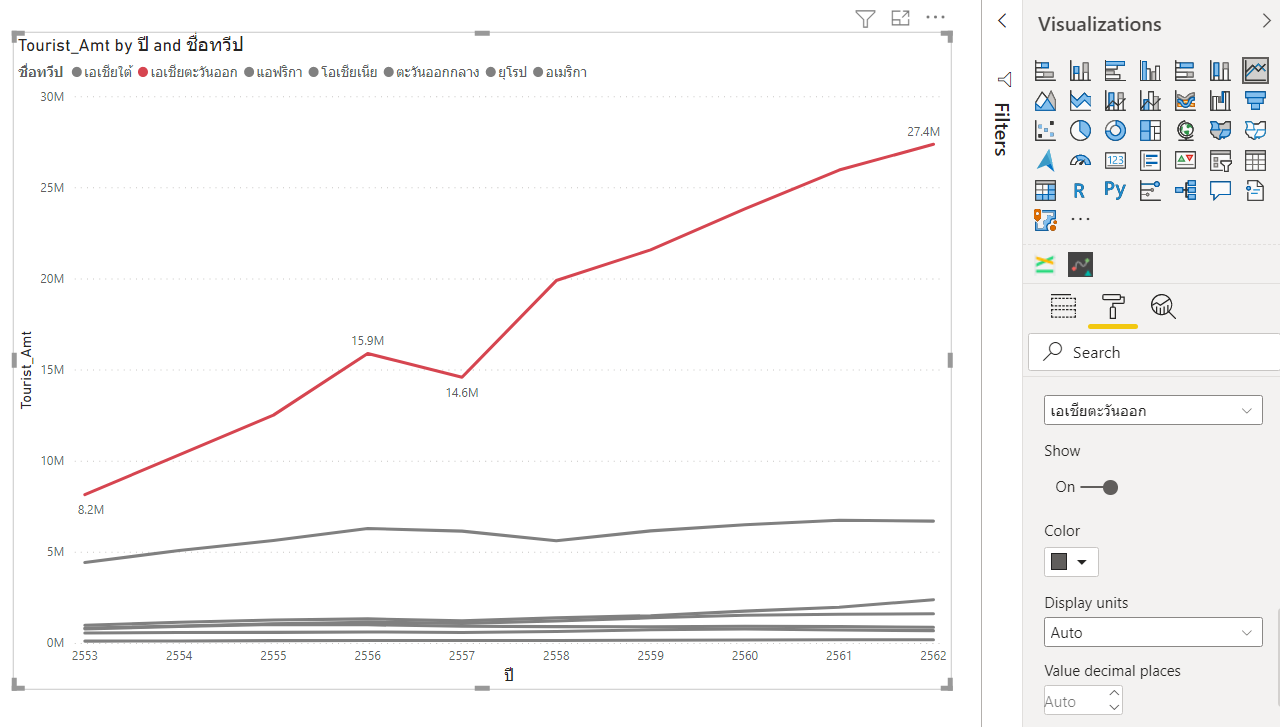 Tourist_Amt by ปี and ชื่อทวีป
ชื่อทวีป เอเชียใต้ เอเชียตะวันออก แอฟริกา โอเชียเนีย ตะวันออกกลาง ยุโรป อเมริกา
30M
25M
20M
15M
10M
5M
0M
Tourist_Amt
27.4M
15.9M
14.6M
8.2M
2553 2554 2555 2556 2557 2558 2559 2560 2561 2562
ปี
Filters
Visualizations
123
R
Py
Search
เอเชียตะวันออก
Show
On
Color
Display units
Auto
Value decimal places
Auto